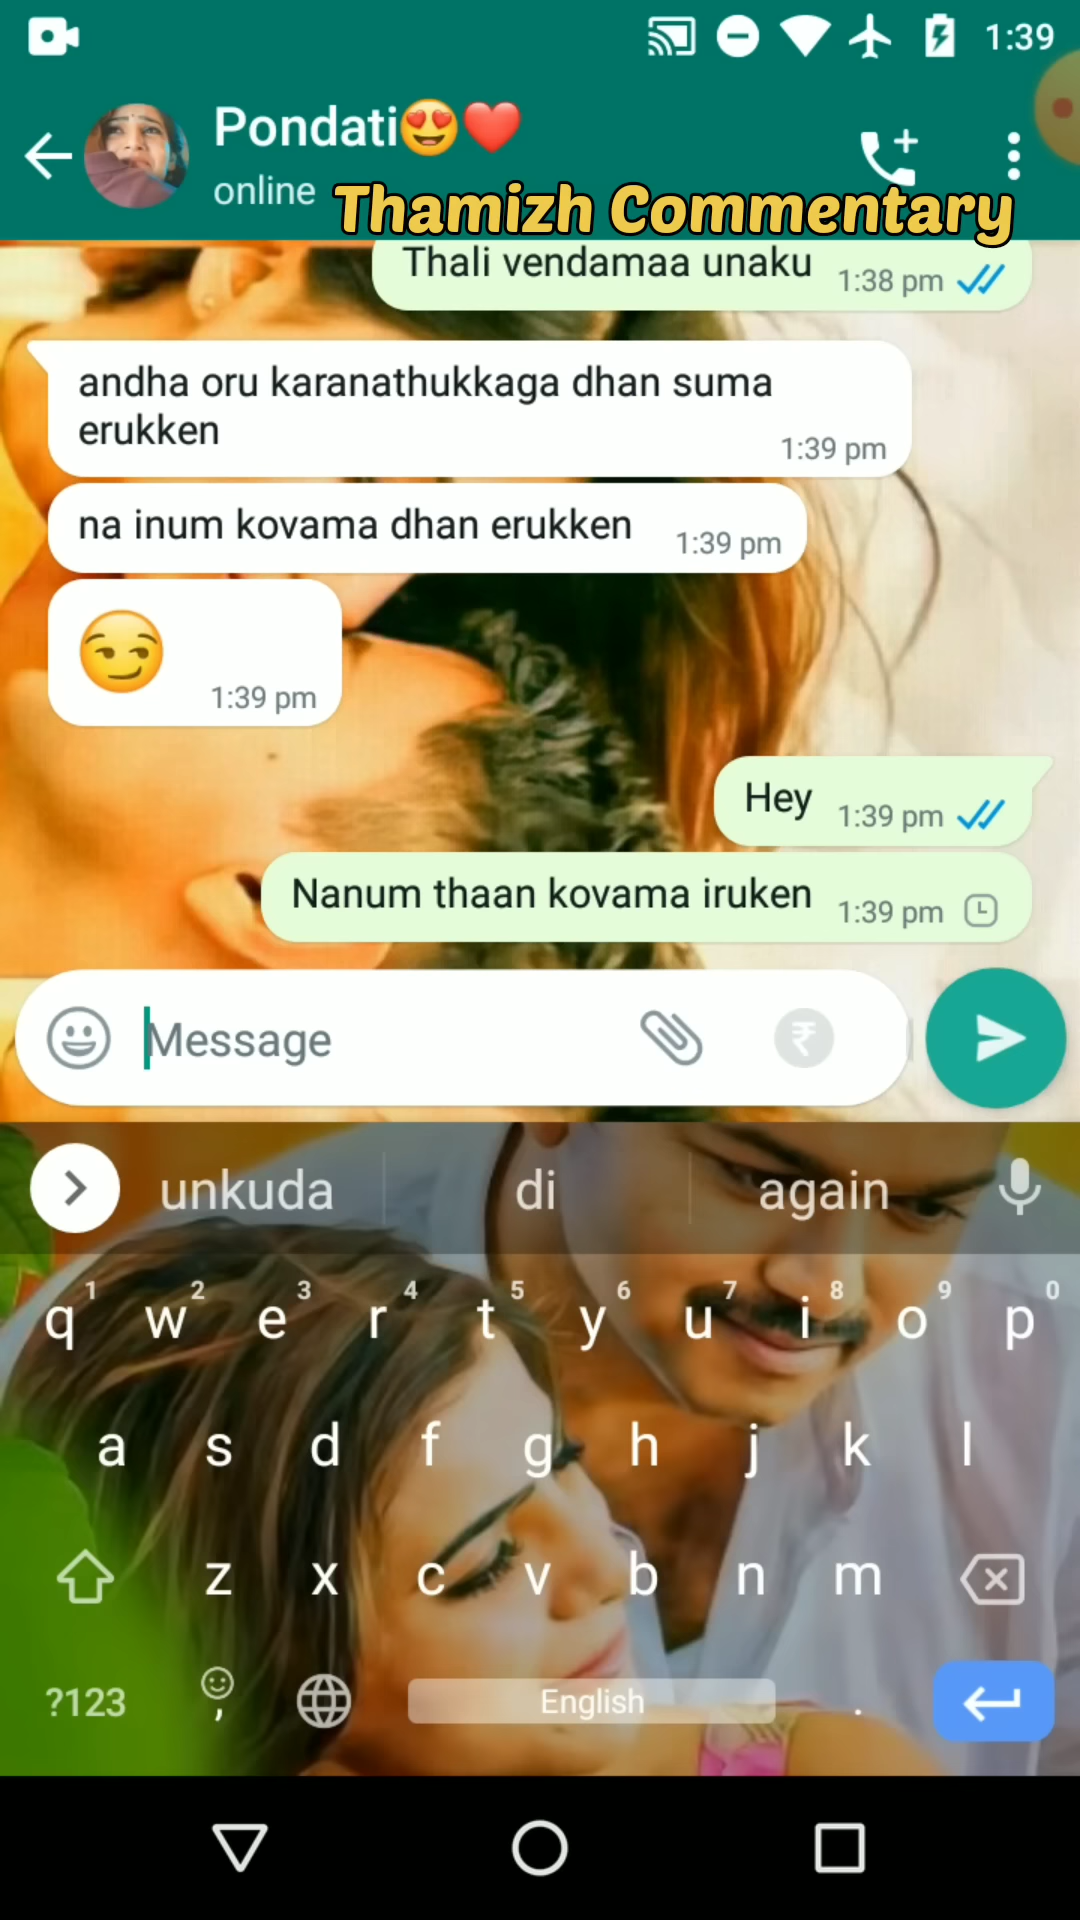 1:39
Pondati😍❤️
online
Thamizh Commentary
Thali vendamaa unaku 1:38 pm
andha oru karanathukkaga dhan suma
erukken
1:39 pm
na inum kovama dhan erukken 1:39 pm
😏 1:39 pm
Hey 1:39 pm
Nanum thaan kovama iruken 1:39 pm
Message ₹
unkuda di again
1 2 3 4 5 6 7 8 9 0
q w e r t y u i o p
a s d f g h j k l
z x c v b n m
?123 , English .